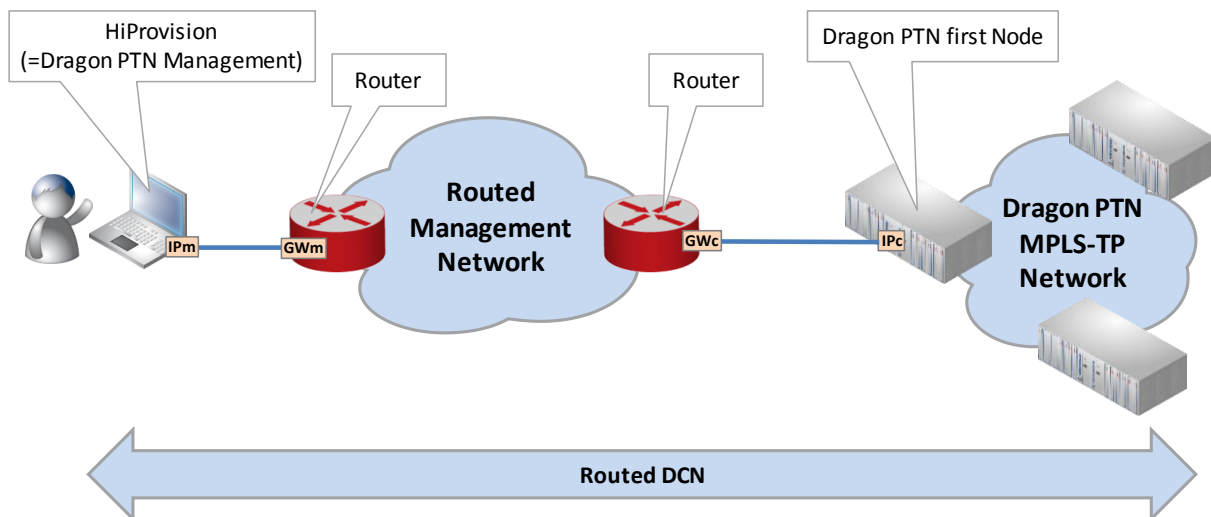 HiProvision
(=Dragon PTN Management)
Router
Router
Dragon PTN first Node
Routed
Management
Network
Dragon PTN
MPLS-TP
Network
IPm
GWm
GWc
IPc
Routed DCN